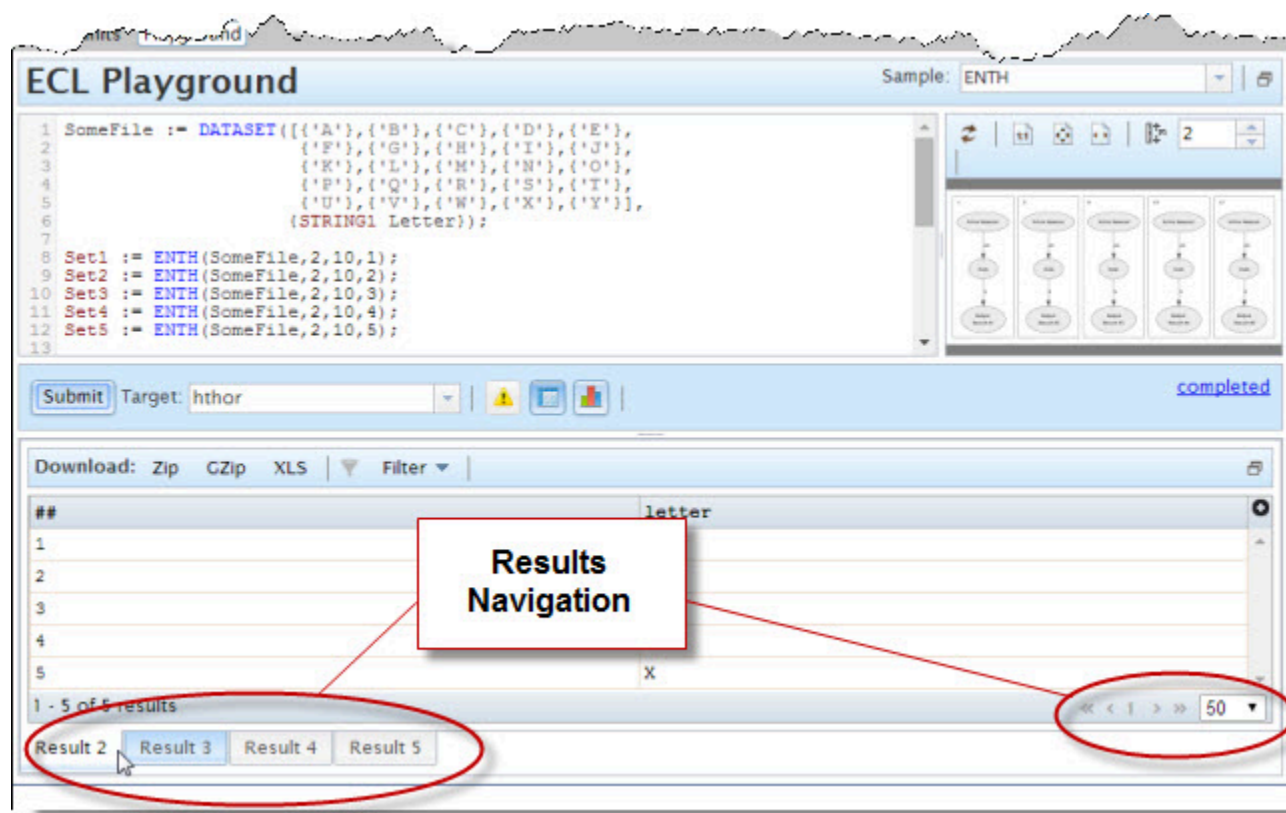 ECL Playground
Sample: ENTH
1 SomeFile := DATASET([{'A'},{'B'},{'C'},{'D'},{'E'},
2 {'F'},{'G'},{'H'},{'I'},{'J'},
3 {'K'},{'L'},{'M'},{'N'},{'O'},
4 {'P'},{'Q'},{'R'},{'S'},{'T'},
5 {'U'},{'V'},{'W'},{'X'},{'Y'}],
6 {STRING1 Letter});
7
8 Set1 := ENTH(SomeFile,2,10,1);
9 Set2 := ENTH(SomeFile,2,10,2);
10 Set3 := ENTH(SomeFile,2,10,3);
11 Set4 := ENTH(SomeFile,2,10,4);
12 Set5 := ENTH(SomeFile,2,10,5);
13
2
Submit Target: hthor
completed
Download: Zip GZip XLS Filter
## letter
1
2
3
4
5 X
Results
Navigation
1 - 5 of 5 results
« < 1 > » 50
Result 2 Result 3 Result 4 Result 5